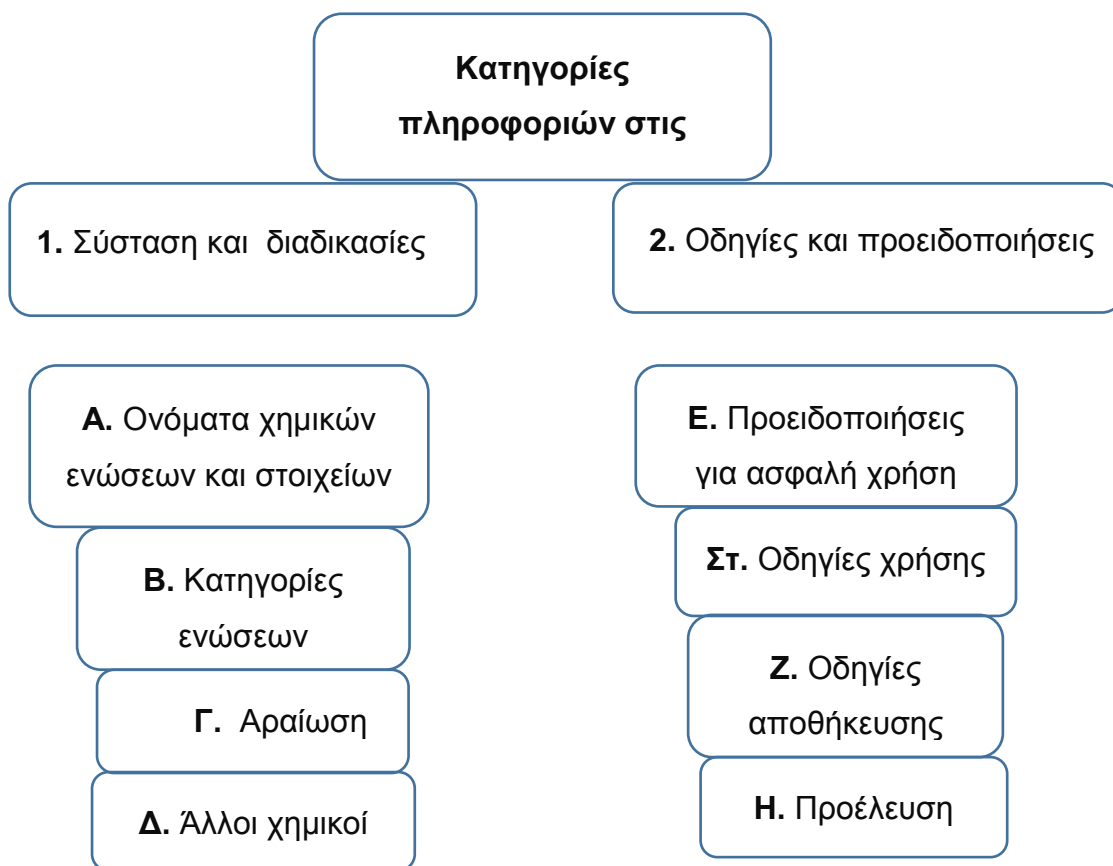 Κατηγορίες
πληροφοριών στις
1. Σύσταση και διαδικασίες
2. Οδηγίες και προειδοποιήσεις
Α. Ονόματα χημικών
ενώσεων και στοιχείων
Β. Κατηγορίες
ενώσεων
Γ. Αραίωση
Δ. Άλλοι χημικοί
Ε. Προειδοποιήσεις
για ασφαλή χρήση
Στ. Οδηγίες χρήσης
Ζ. Οδηγίες
αποθήκευσης
Η. Προέλευση